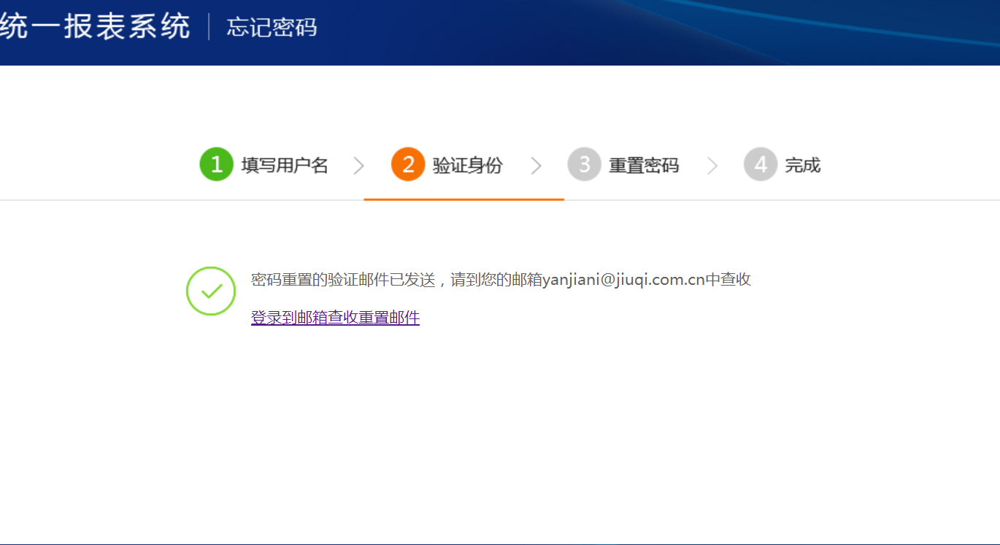 统一报表系统 忘记密码
1 填写用户名 2 验证身份 3 重置密码 4 完成
密码重置的验证邮件已发送，请到您的邮箱yanjiani@jiuqi.com.cn中查收
登录到邮箱查收重置邮件